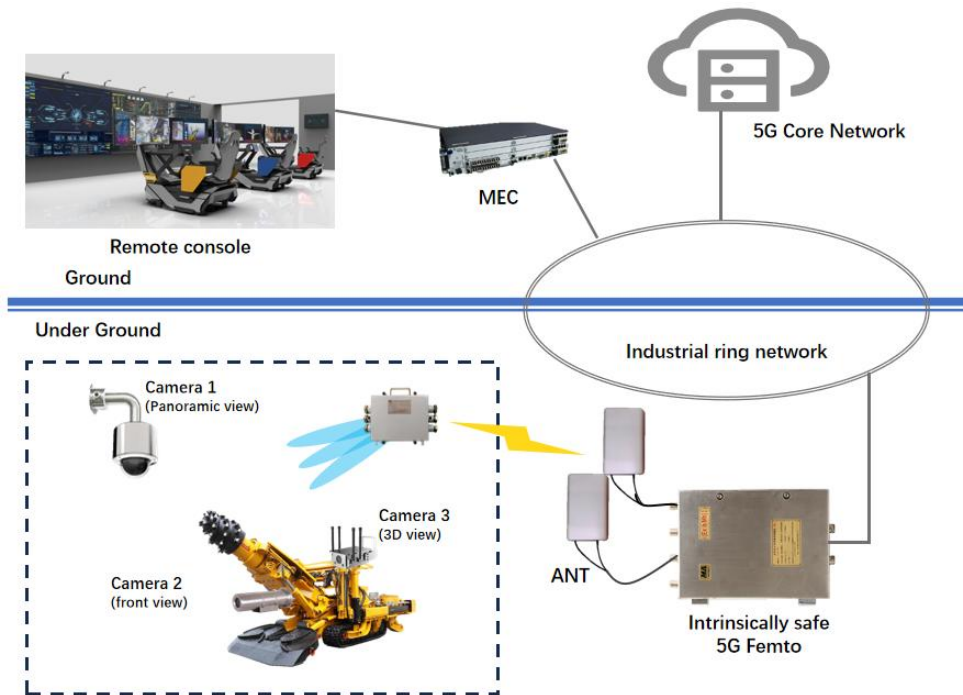 5G Core Network
MEC
Remote console
Ground
Under Ground
Industrial ring network
Camera 1
(Panoramic view)
Camera 3
(3D view)
Camera 2
(front view)
ANT
Intrinsically safe
5G Femto